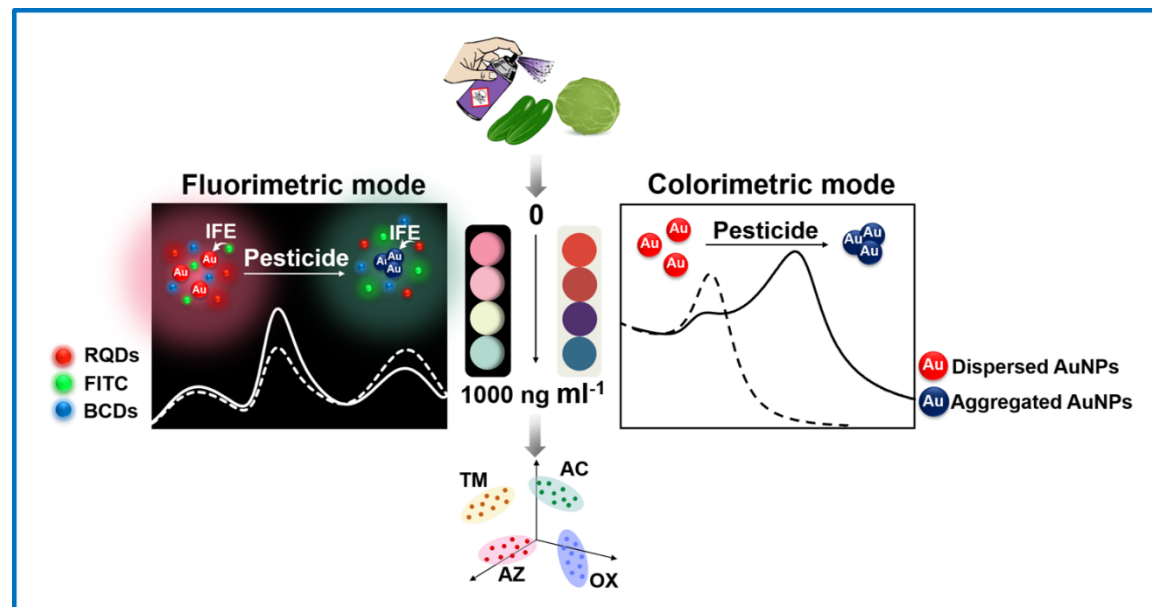 Fluorimetric mode
IFE
Pesticide
IFE
Au
Au
Au
Au
Au
Au
RQDs
FITC
BCDs
0
1000 ng ml⁻¹
Colorimetric mode
Pesticide
Au
Au
Au
Au
Au
Au
Au Dispersed AuNPs
Au Aggregated AuNPs
TM
AC
AZ
OX